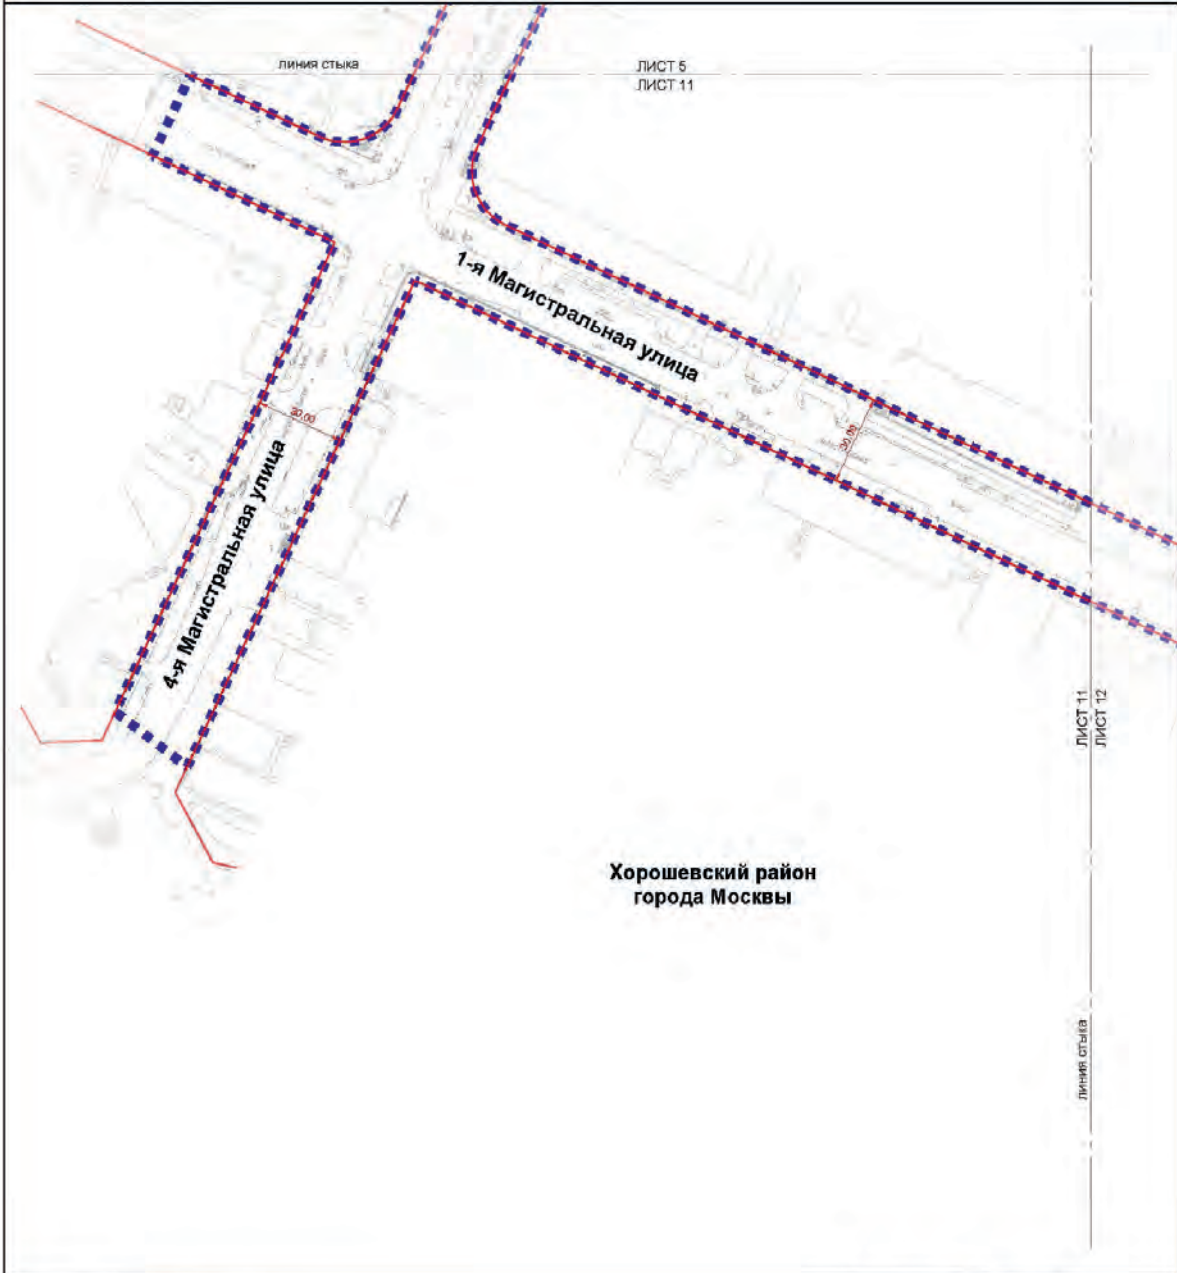 линия стыка
ЛИСТ 5
ЛИСТ 11
1-я Магистральная улица
30.00
30.00
4-я Магистральная улица
ЛИСТ 11
ЛИСТ 12
Хорошевский район
города Москвы
линия стыка